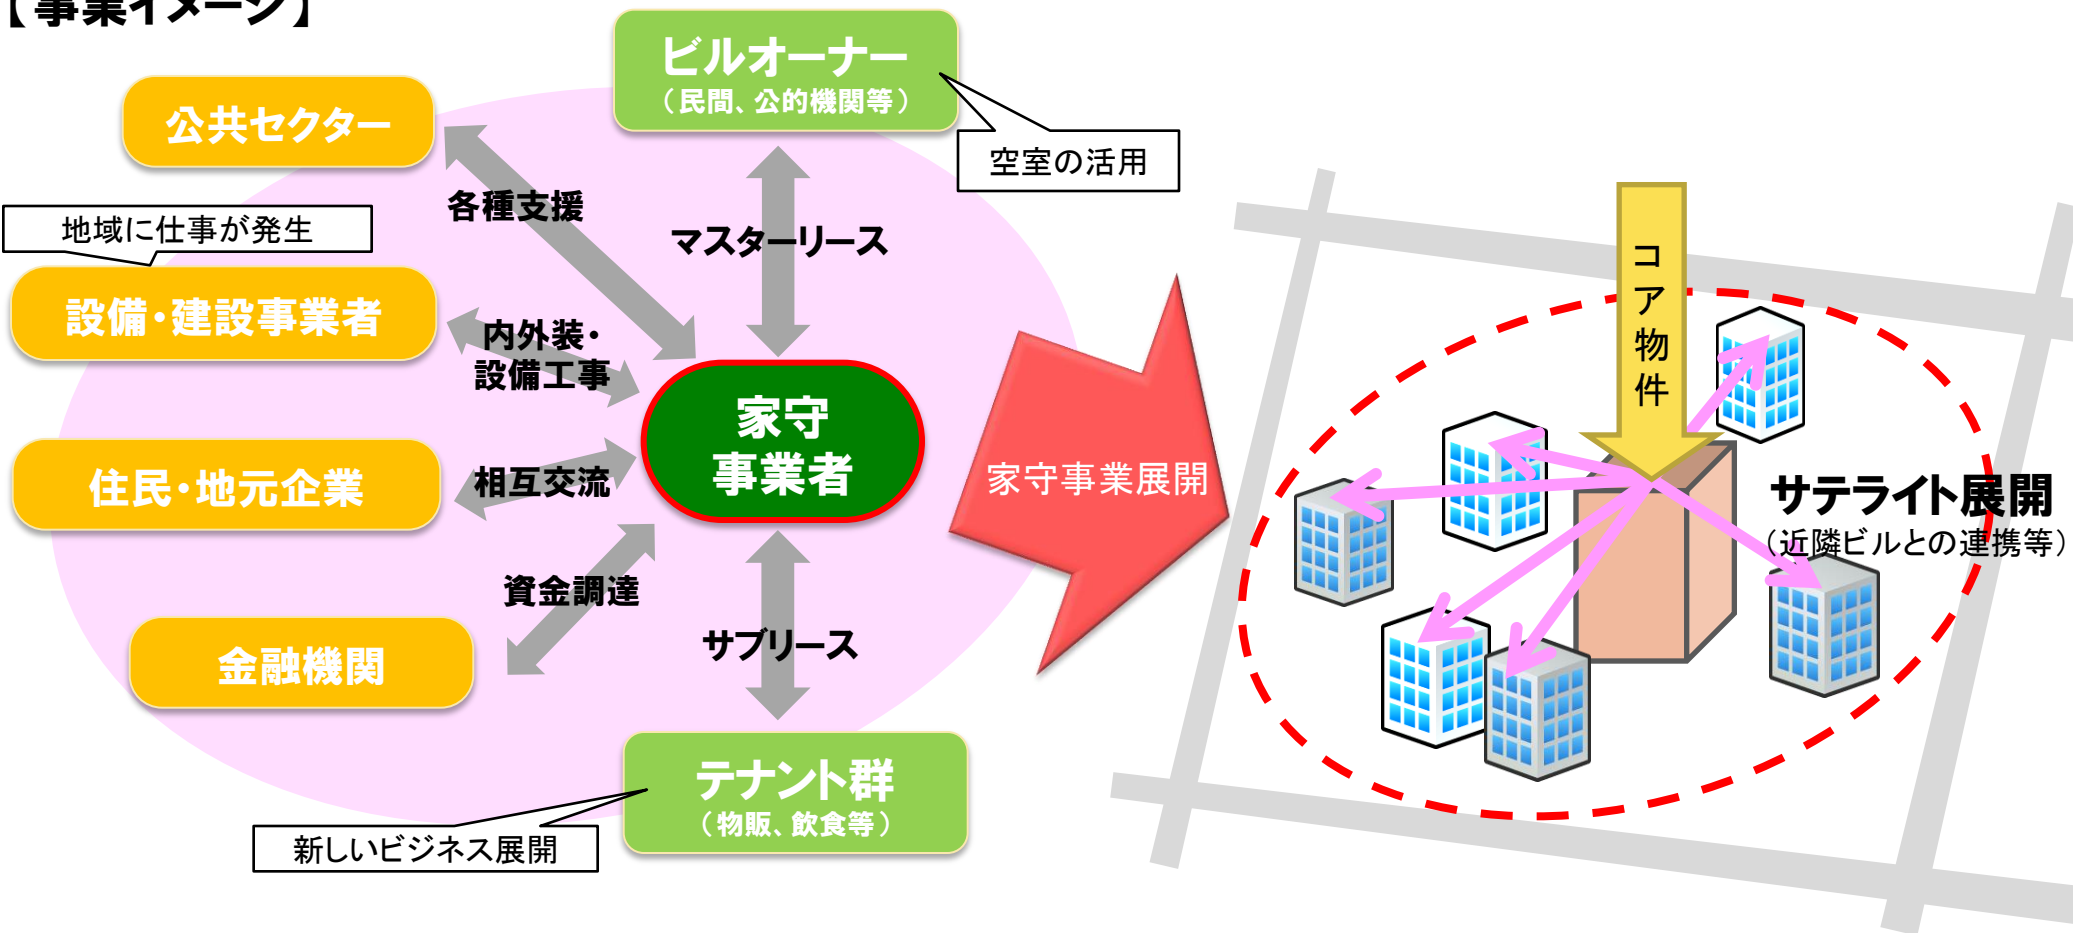 【事業イメージ】
ビルオーナー
（民間、公的機関等）
空室の活用
公共セクター
各種支援
マスターリース
地域に仕事が発生
設備・建設事業者
内外装・
設備工事
家守
事業者
住民・地元企業
相互交流
資金調達
金融機関
サブリース
テナント群
（物販、飲食等）
新しいビジネス展開
家守事業展開
コア物件
サテライト展開
（近隣ビルとの連携等）